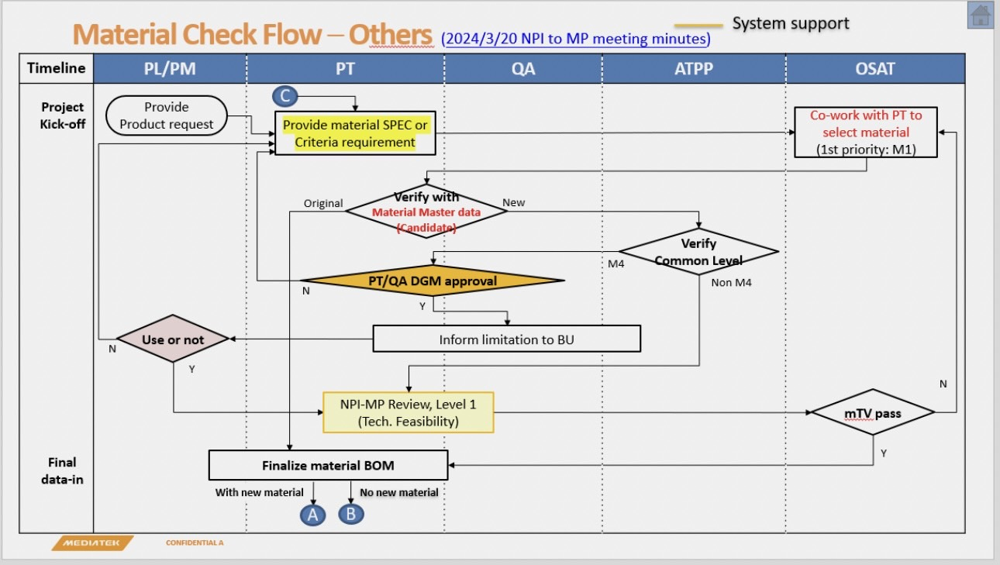 Material Check Flow – Others (2024/3/20 NPI to MP meeting minutes)
System support
Timeline
PL/PM
PT
QA
ATPP
OSAT
Project
Kick-off
Provide
Product request
C
Provide material SPEC or
Criteria requirement
Co-work with PT to
select material
(1st priority: M1)
Original
Verify with
Material Master data
(Candidate)
New
Verify
Common Level
M4
Non M4
PT/QA DGM approval
N
Y
Inform limitation to BU
Use or not
N
Y
NPI-MP Review, Level 1
(Tech. Feasibility)
mTV pass
N
Y
Final
data-in
Finalize material BOM
With new material
No new material
A
B
MEDIATEK
CONFIDENTIAL A